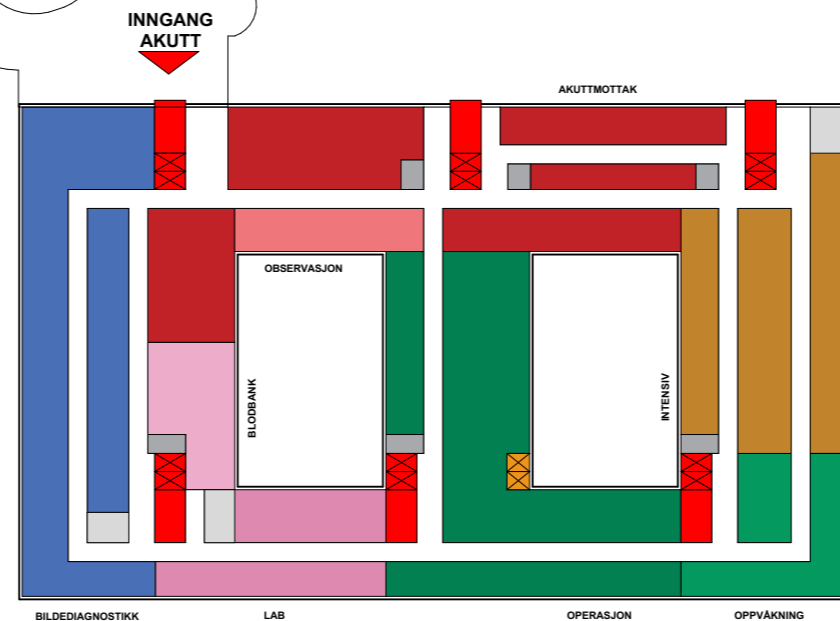 INNGANG
AKUTT
AKUTTMOTTAK
OBSERVASJON
BLODBANK
INTENSIV
BILDEDIAGNOSTIKK
LAB
OPERASJON
OPPVÅKNING